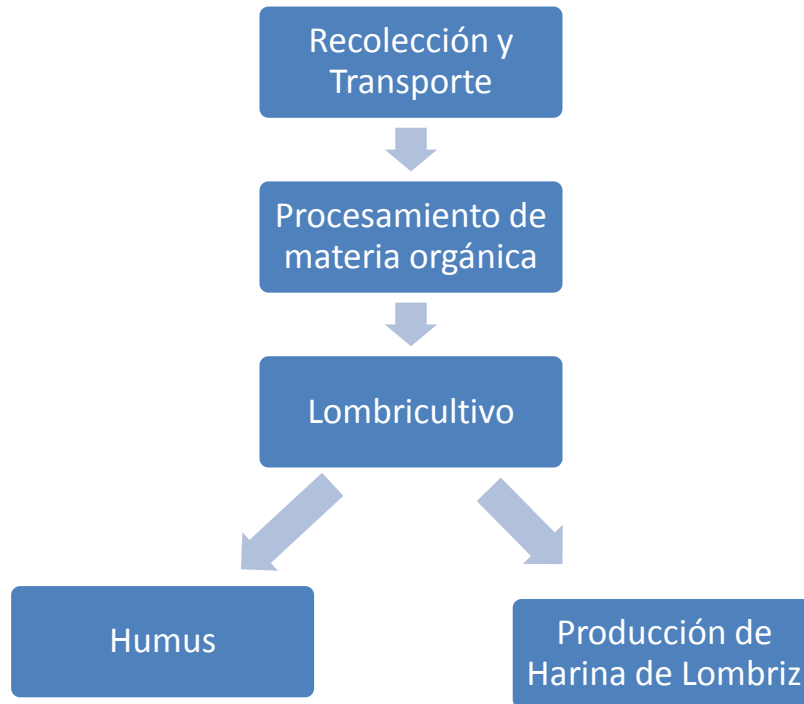 Recolección y
Transporte
Procesamiento de
materia orgánica
Lombricultivo
Humus
Producción de
Harina de Lombriz